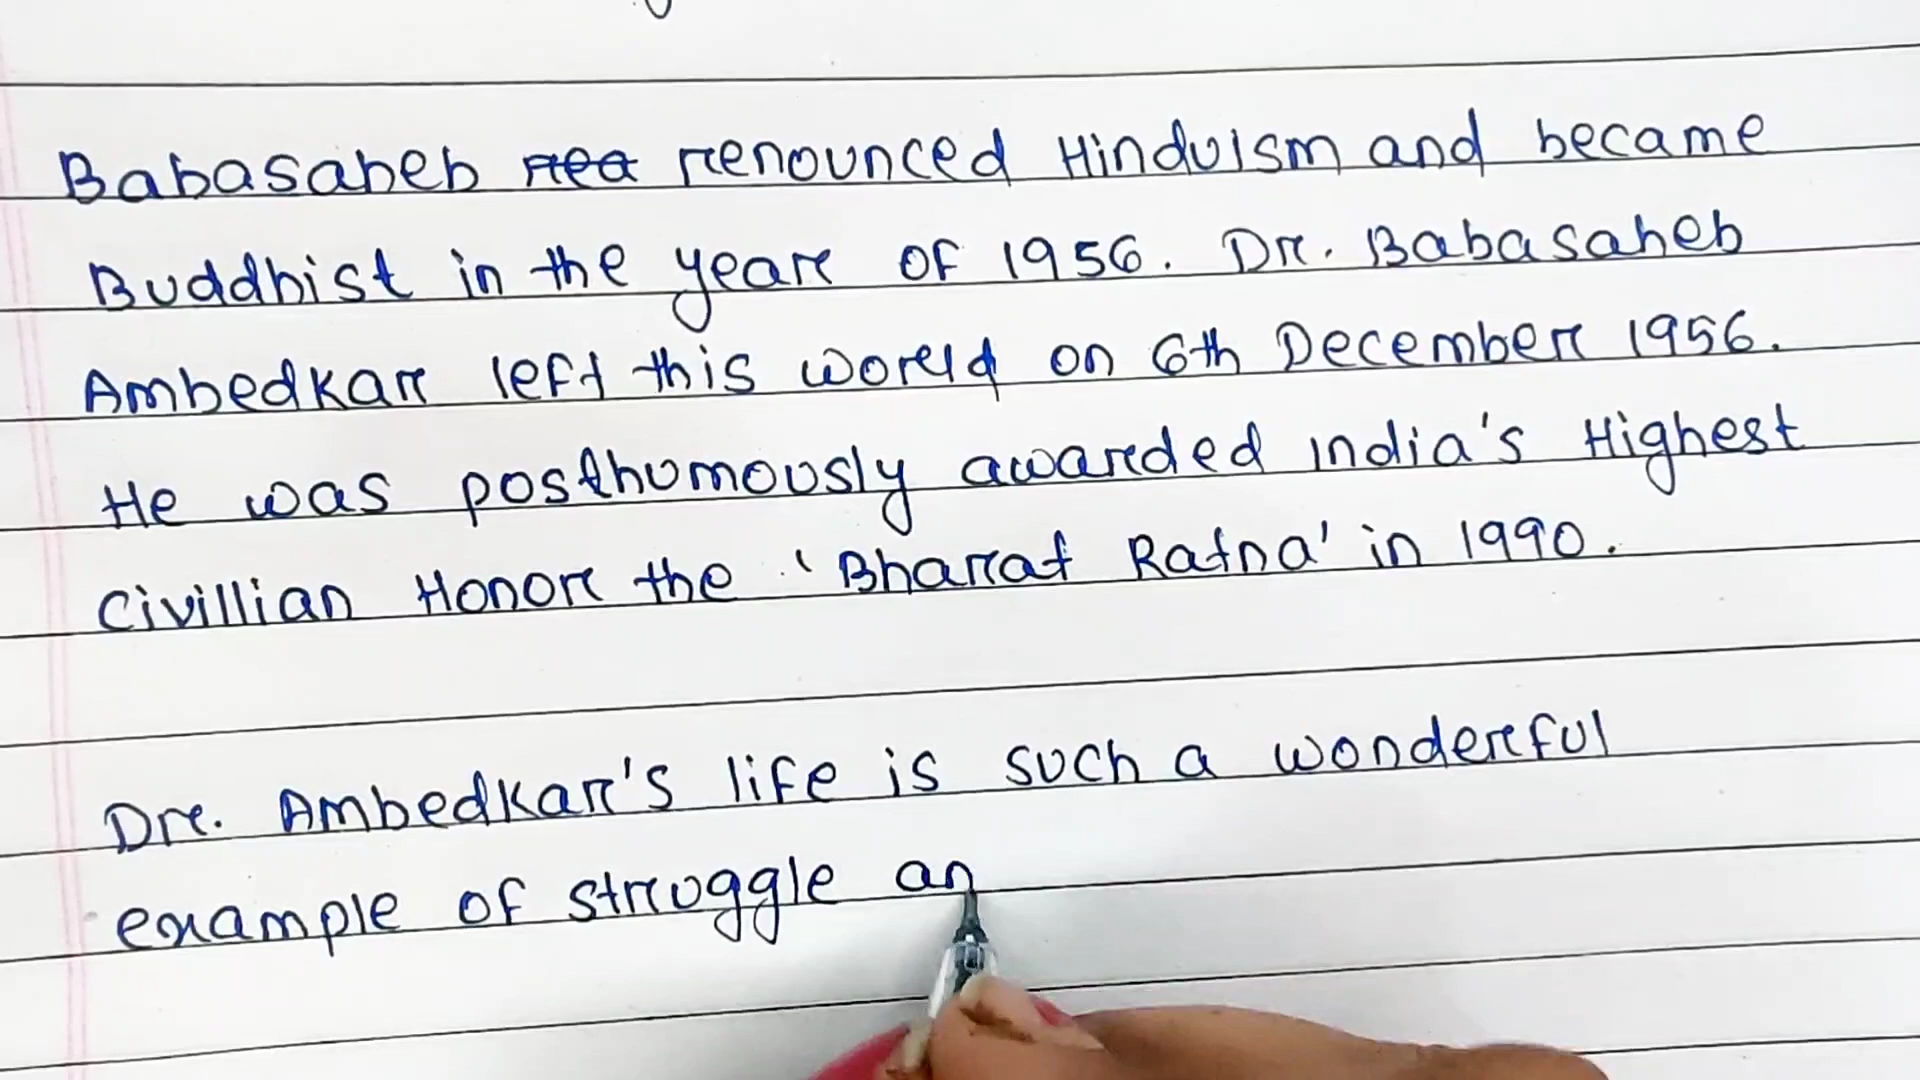 Babasaheb renounced Hinduism and became
Buddhist in the year of 1956. Dr. Babasaheb
Ambedkar left this world on 6th December 1956.
He was posthumously awarded India's Highest
Civillian Honor the 'Bharat Ratna' in 1990.
Dr. Ambedkar's life is such a wonderful
example of struggle an